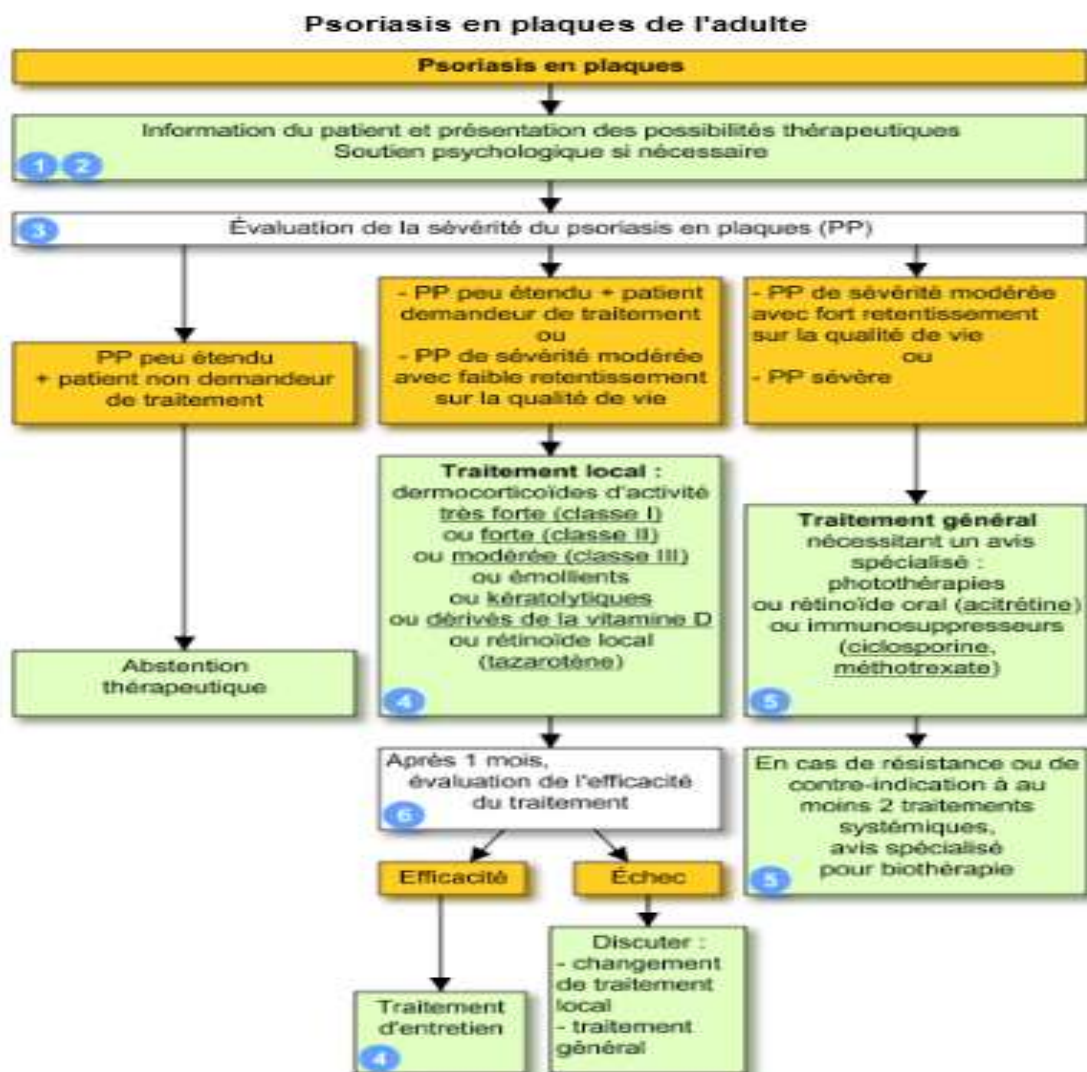 Psoriasis en plaques de l'adulte
Psoriasis en plaques
Information du patient et présentation des possibilités thérapeutiques
Soutien psychologique si nécessaire
1 2
3
Évaluation de la sévérité du psoriasis en plaques (PP)
PP peu étendu
+ patient non demandeur
de traitement
Abstention
thérapeutique
- PP peu étendu + patient
demandeur de traitement
ou
- PP de sévérité modérée
avec faible retentissement
sur la qualité de vie
Traitement local :
dermocorticoïdes d'activité
très forte (classe I)
ou forte (classe II)
ou modérée (classe III)
ou émollients
ou kératolytiques
ou dérivés de la vitamine D
ou rétinoïde local
(tazarotène)
4
Après 1 mois,
évaluation de l'efficacité
du traitement
6
Efficacité
Traitement
d'entretien
4
Échec
Discuter :
- changement
de traitement
local
- traitement
général
- PP de sévérité modérée
avec fort retentissement
sur la qualité de vie
ou
- PP sévère
Traitement général
nécessitant un avis
spécialisé :
photothérapies
ou rétinoïde oral (acitrétine)
ou immunosuppresseurs
(ciclosporine,
méthotrexate)
5
En cas de résistance ou de
contre-indication à au
moins 2 traitements
systémiques,
avis spécialisé
pour biothérapie
5